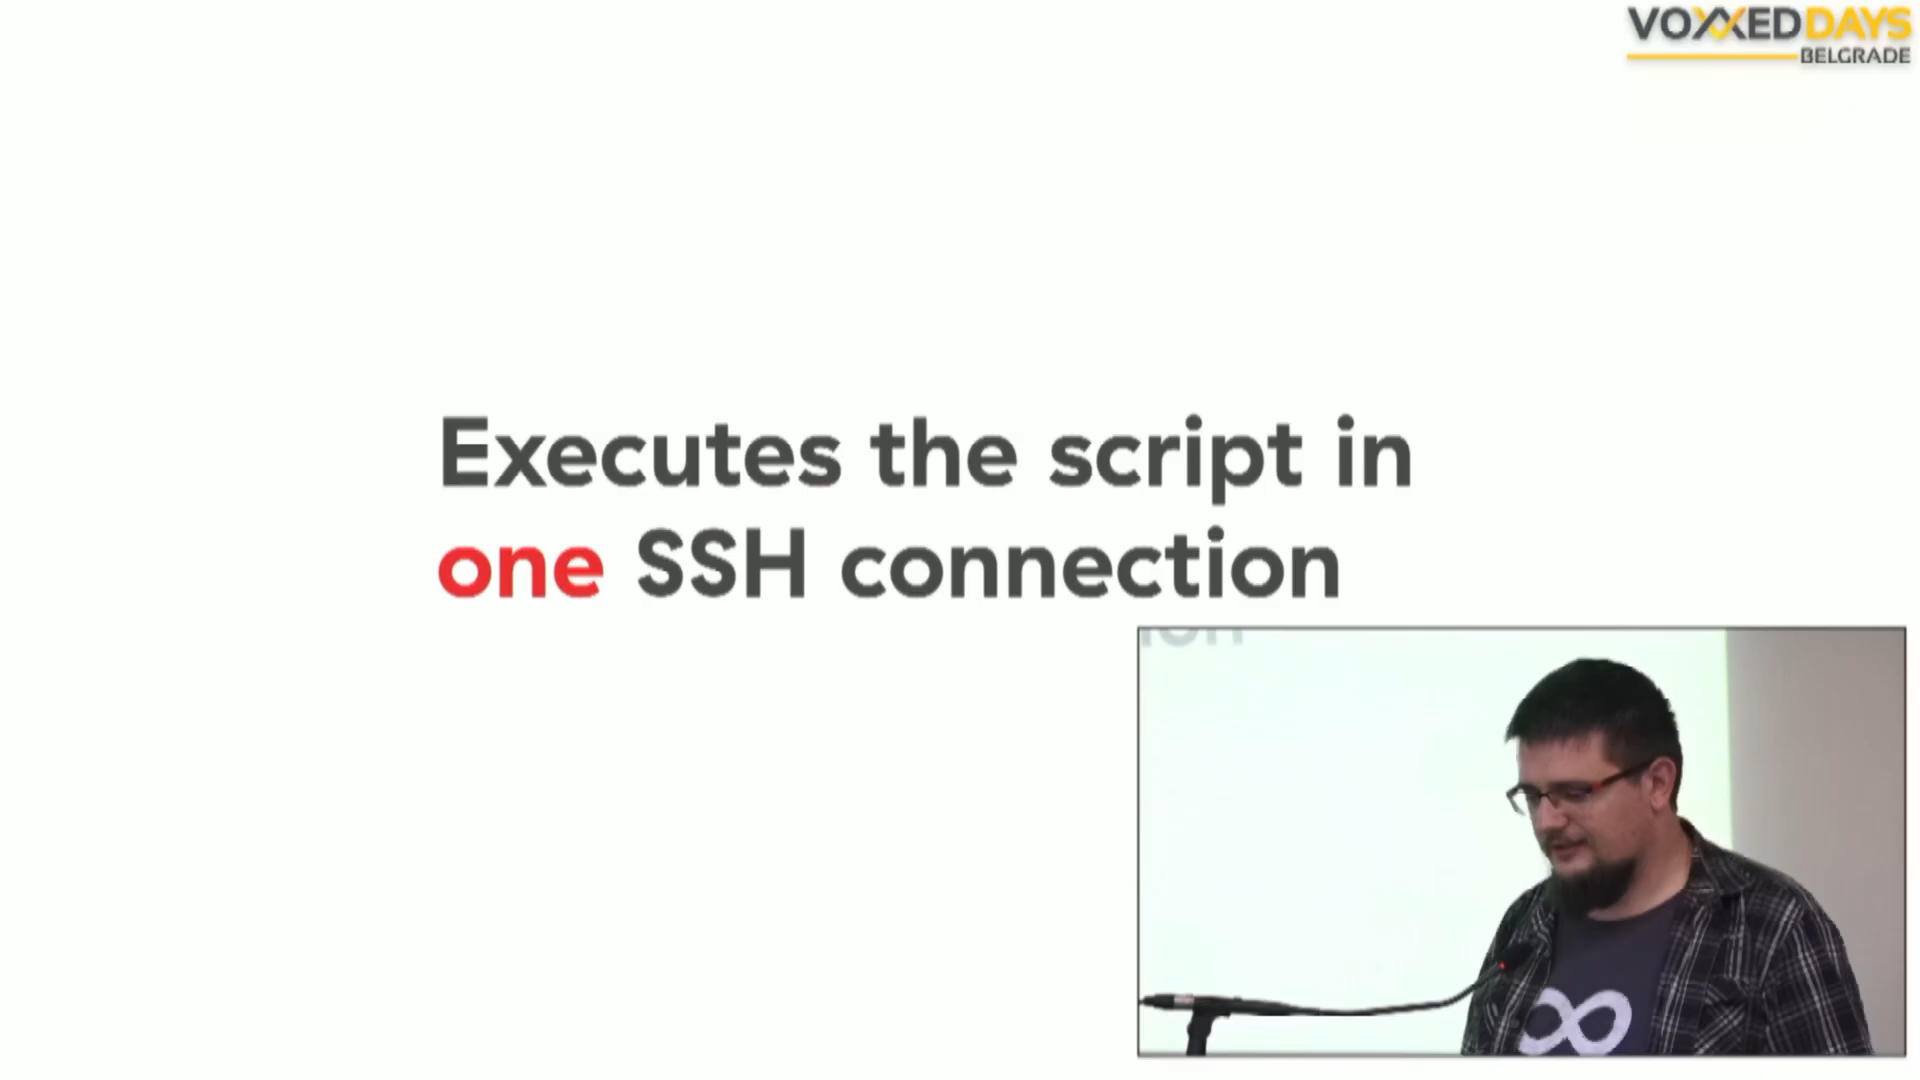 VOXXEDDAYS
BELGRADE
Executes the script in
one SSH connection